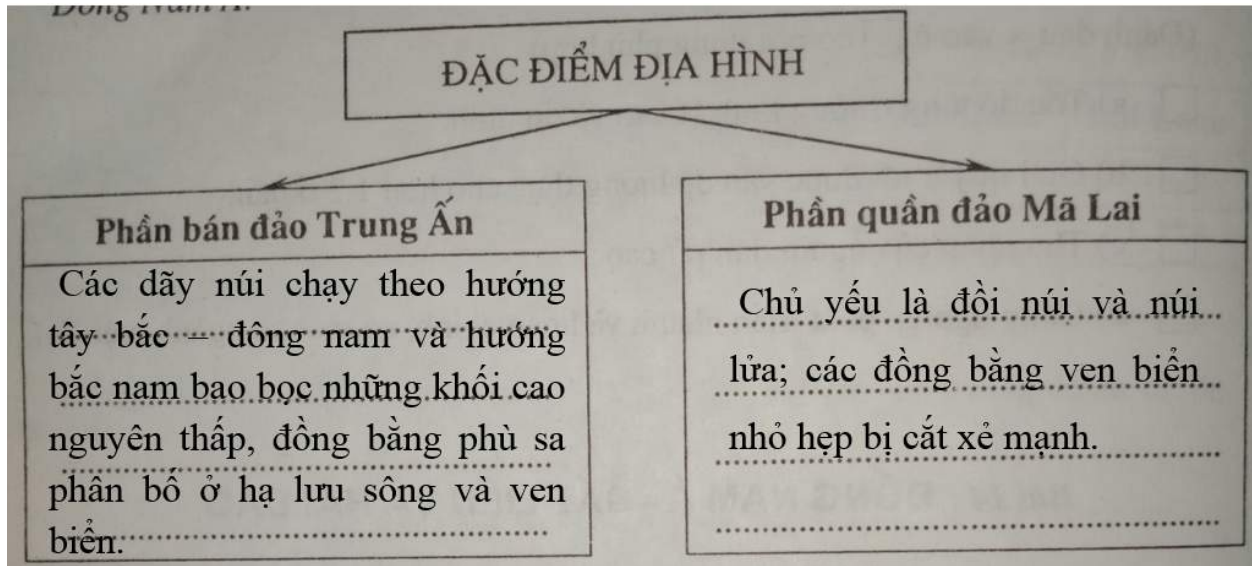 Đông Nam Á.
ĐẶC ĐIỂM ĐỊA HÌNH
Phần bán đảo Trung Ấn
Các dãy núi chạy theo hướng
tây bắc – đông nam và hướng
bắc nam bao bọc những khối cao
nguyên thấp, đồng bằng phù sa
phân bố ở hạ lưu sông và ven
biển.
Phần quần đảo Mã Lai
Chủ yếu là đồi núi và núi
lửa; các đồng bằng ven biển
nhỏ hẹp bị cắt xẻ mạnh.